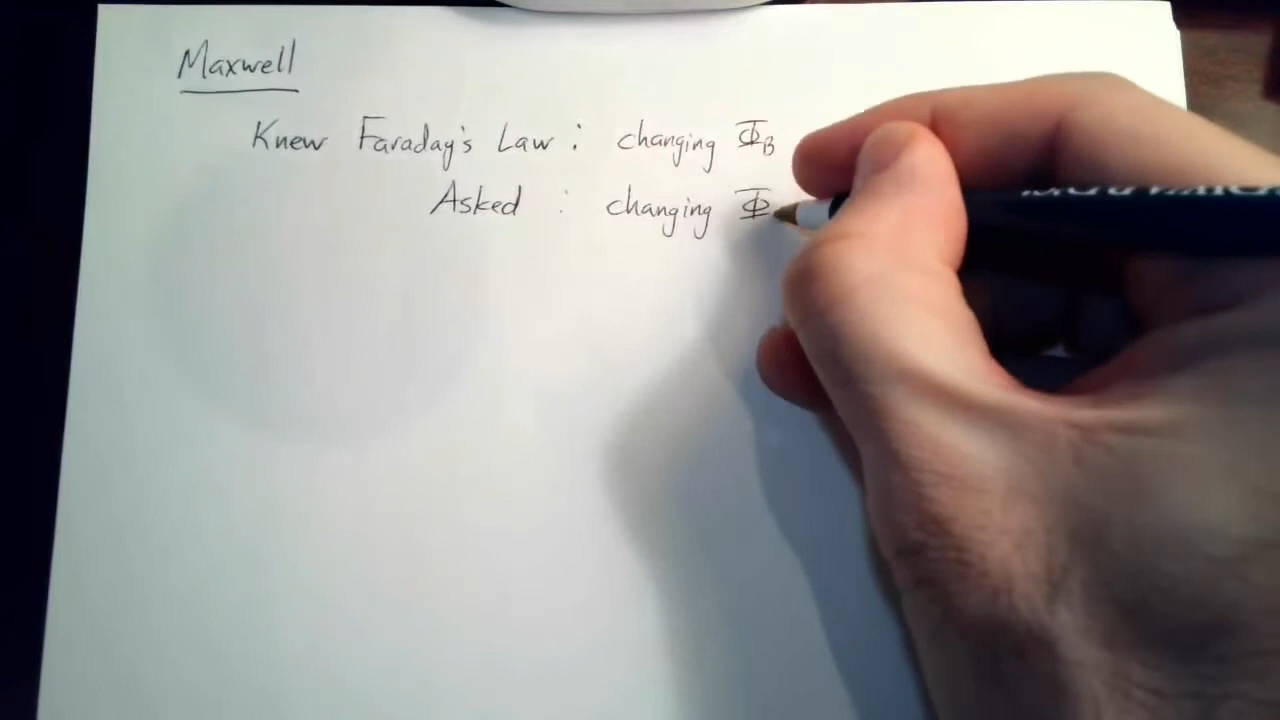 Maxwell
Knew Faraday's Law : changing Φ_B
Asked : changing Φ